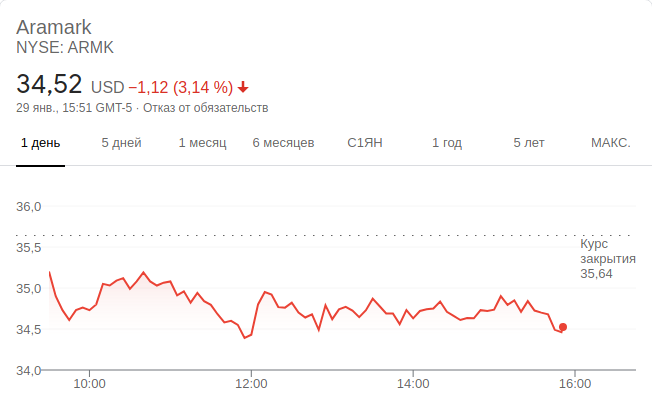 Aramark
NYSE: ARMK
34,52 USD −1,12 (3,14 %)
29 янв., 15:51 GMT-5 · Отказ от обязательств
1 день 5 дней 1 месяц 6 месяцев С1ЯН 1 год 5 лет МАКС.
36,0
35,5
Курс
закрытия
35,64
35,0
34,5
34,0
10:00 12:00 14:00 16:00